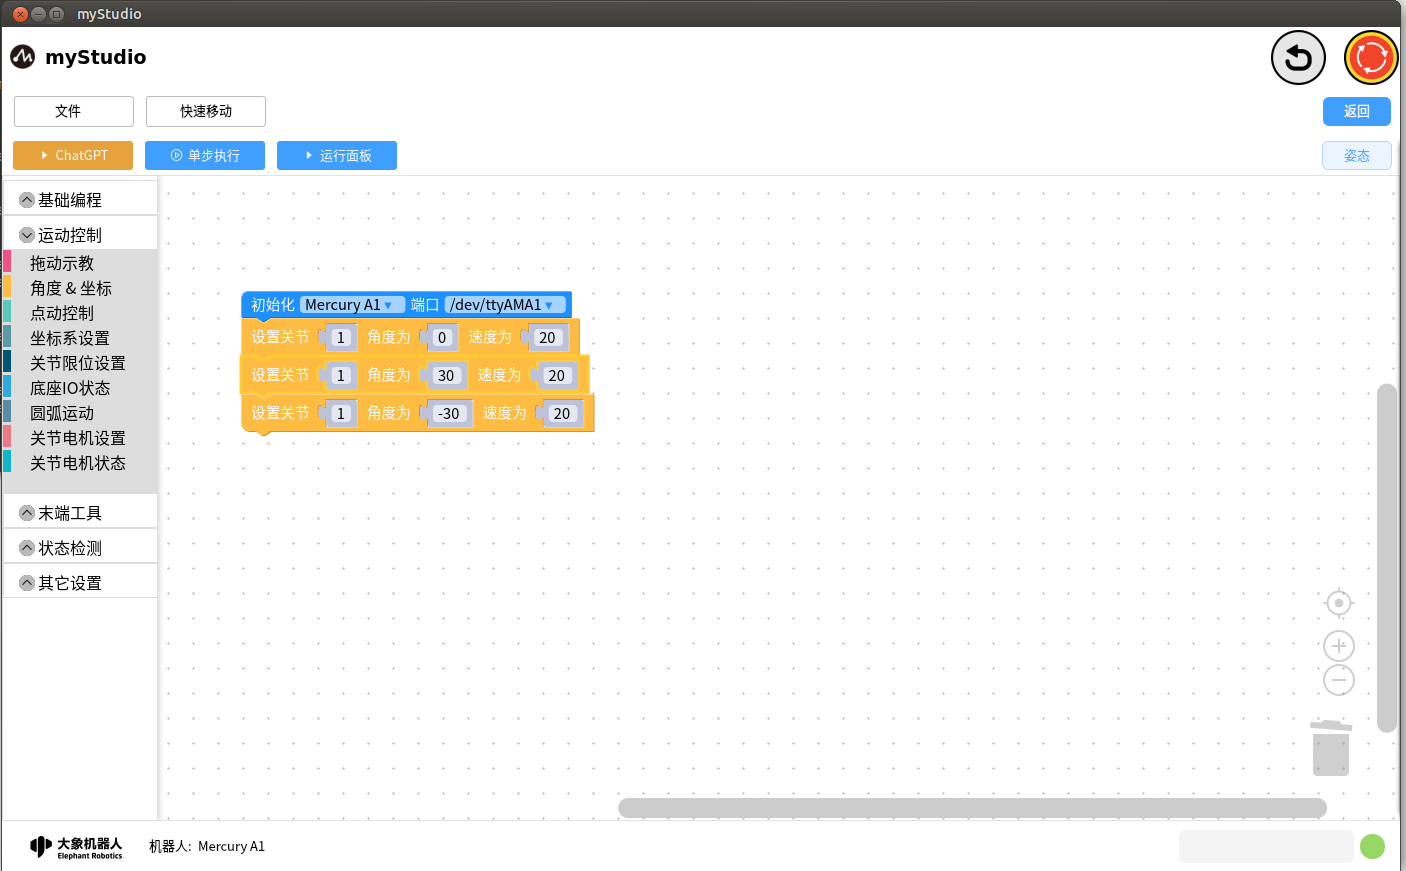 myStudio
myStudio
文件 快速移动 返回
ChatGPT 单步执行 运行面板 姿态
基础编程
运动控制
拖动示教
角度 & 坐标
点动控制
坐标系设置
关节限位设置
底座IO状态
圆弧运动
关节电机设置
关节电机状态
末端工具
状态检测
其它设置
初始化 Mercury A1 端口 /dev/ttyAMA1
设置关节 1 角度为 0 速度为 20
设置关节 1 角度为 30 速度为 20
设置关节 1 角度为 -30 速度为 20
大象机器人
Elephant Robotics
机器人: Mercury A1